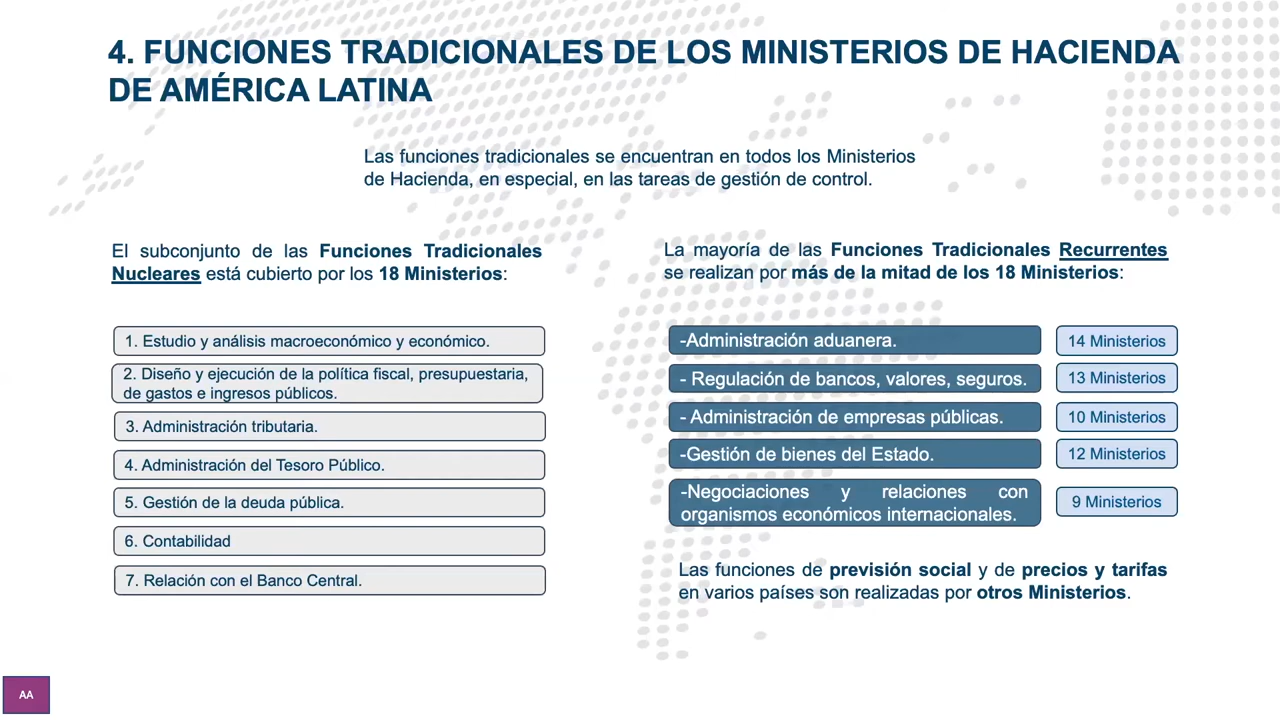 4. FUNCIONES TRADICIONALES DE LOS MINISTERIOS DE HACIENDA
DE AMÉRICA LATINA
Las funciones tradicionales se encuentran en todos los Ministerios
de Hacienda, en especial, en las tareas de gestión de control.
El subconjunto de las Funciones Tradicionales
Nucleares está cubierto por los 18 Ministerios:
1. Estudio y análisis macroeconómico y económico.
2. Diseño y ejecución de la política fiscal, presupuestaria,
de gastos e ingresos públicos.
3. Administración tributaria.
4. Administración del Tesoro Público.
5. Gestión de la deuda pública.
6. Contabilidad
7. Relación con el Banco Central.
La mayoría de las Funciones Tradicionales Recurrentes
se realizan por más de la mitad de los 18 Ministerios:
-Administración aduanera.
14 Ministerios
- Regulación de bancos, valores, seguros.
13 Ministerios
- Administración de empresas públicas.
10 Ministerios
-Gestión de bienes del Estado.
12 Ministerios
-Negociaciones y relaciones con
organismos económicos internacionales.
9 Ministerios
Las funciones de previsión social y de precios y tarifas
en varios países son realizadas por otros Ministerios.
AA